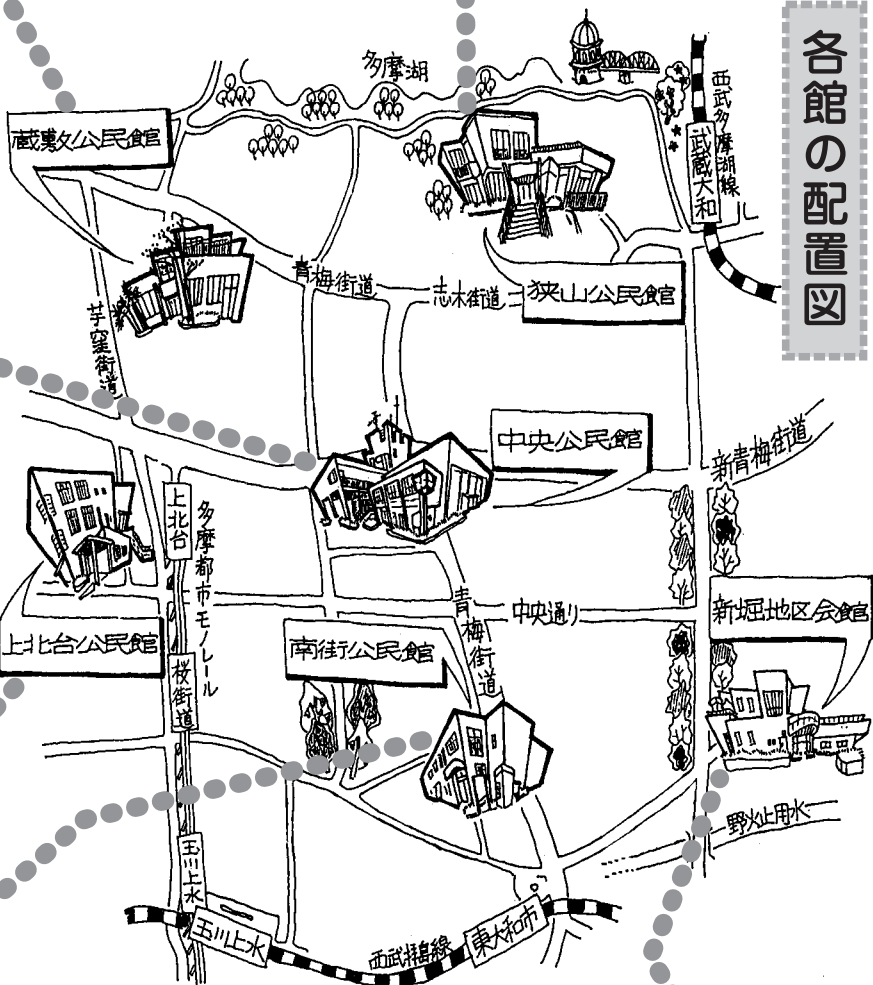 各館の配置図
多摩湖
西武多摩湖線
武蔵大和
蔵敷公民館
狭山公民館
青梅街道
志木街道
芋窪街道
中央公民館
新青梅街道
上北台
多摩都市モノレール
上北台公民館
桜街道
南街公民館
青梅街道
中央通り
新堀地区会館
野火止用水
玉川上水
玉川上水
西武拝島線
東大和市